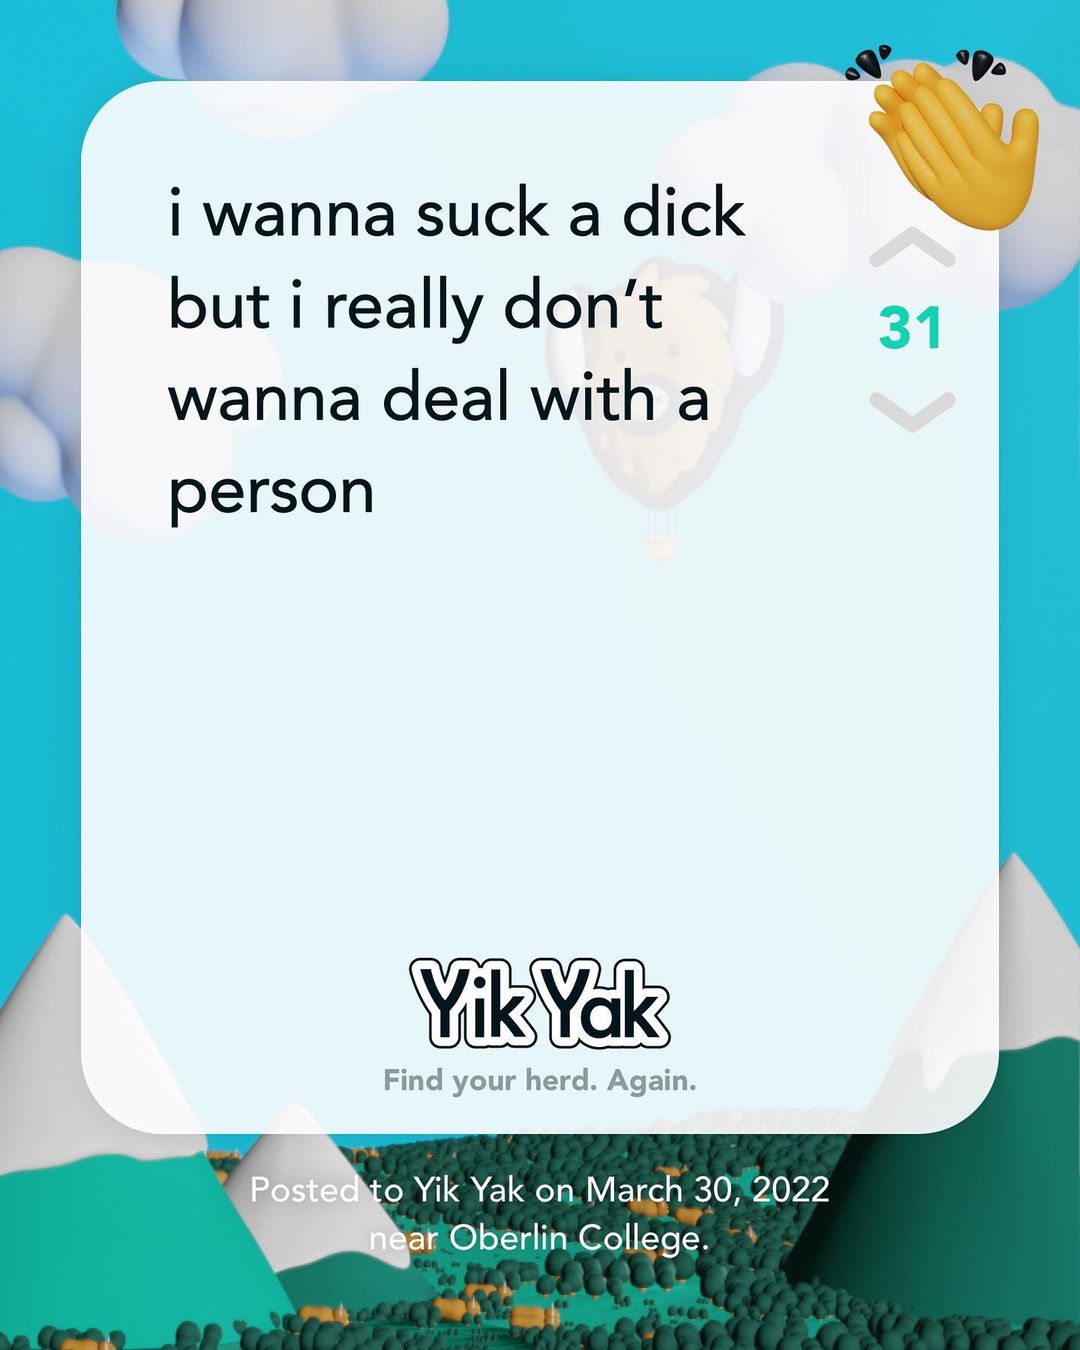 i wanna suck a dick
but i really don’t
wanna deal with a
person
31
Yik Yak
Find your herd. Again.
Posted to Yik Yak on March 30, 2022
near Oberlin College.